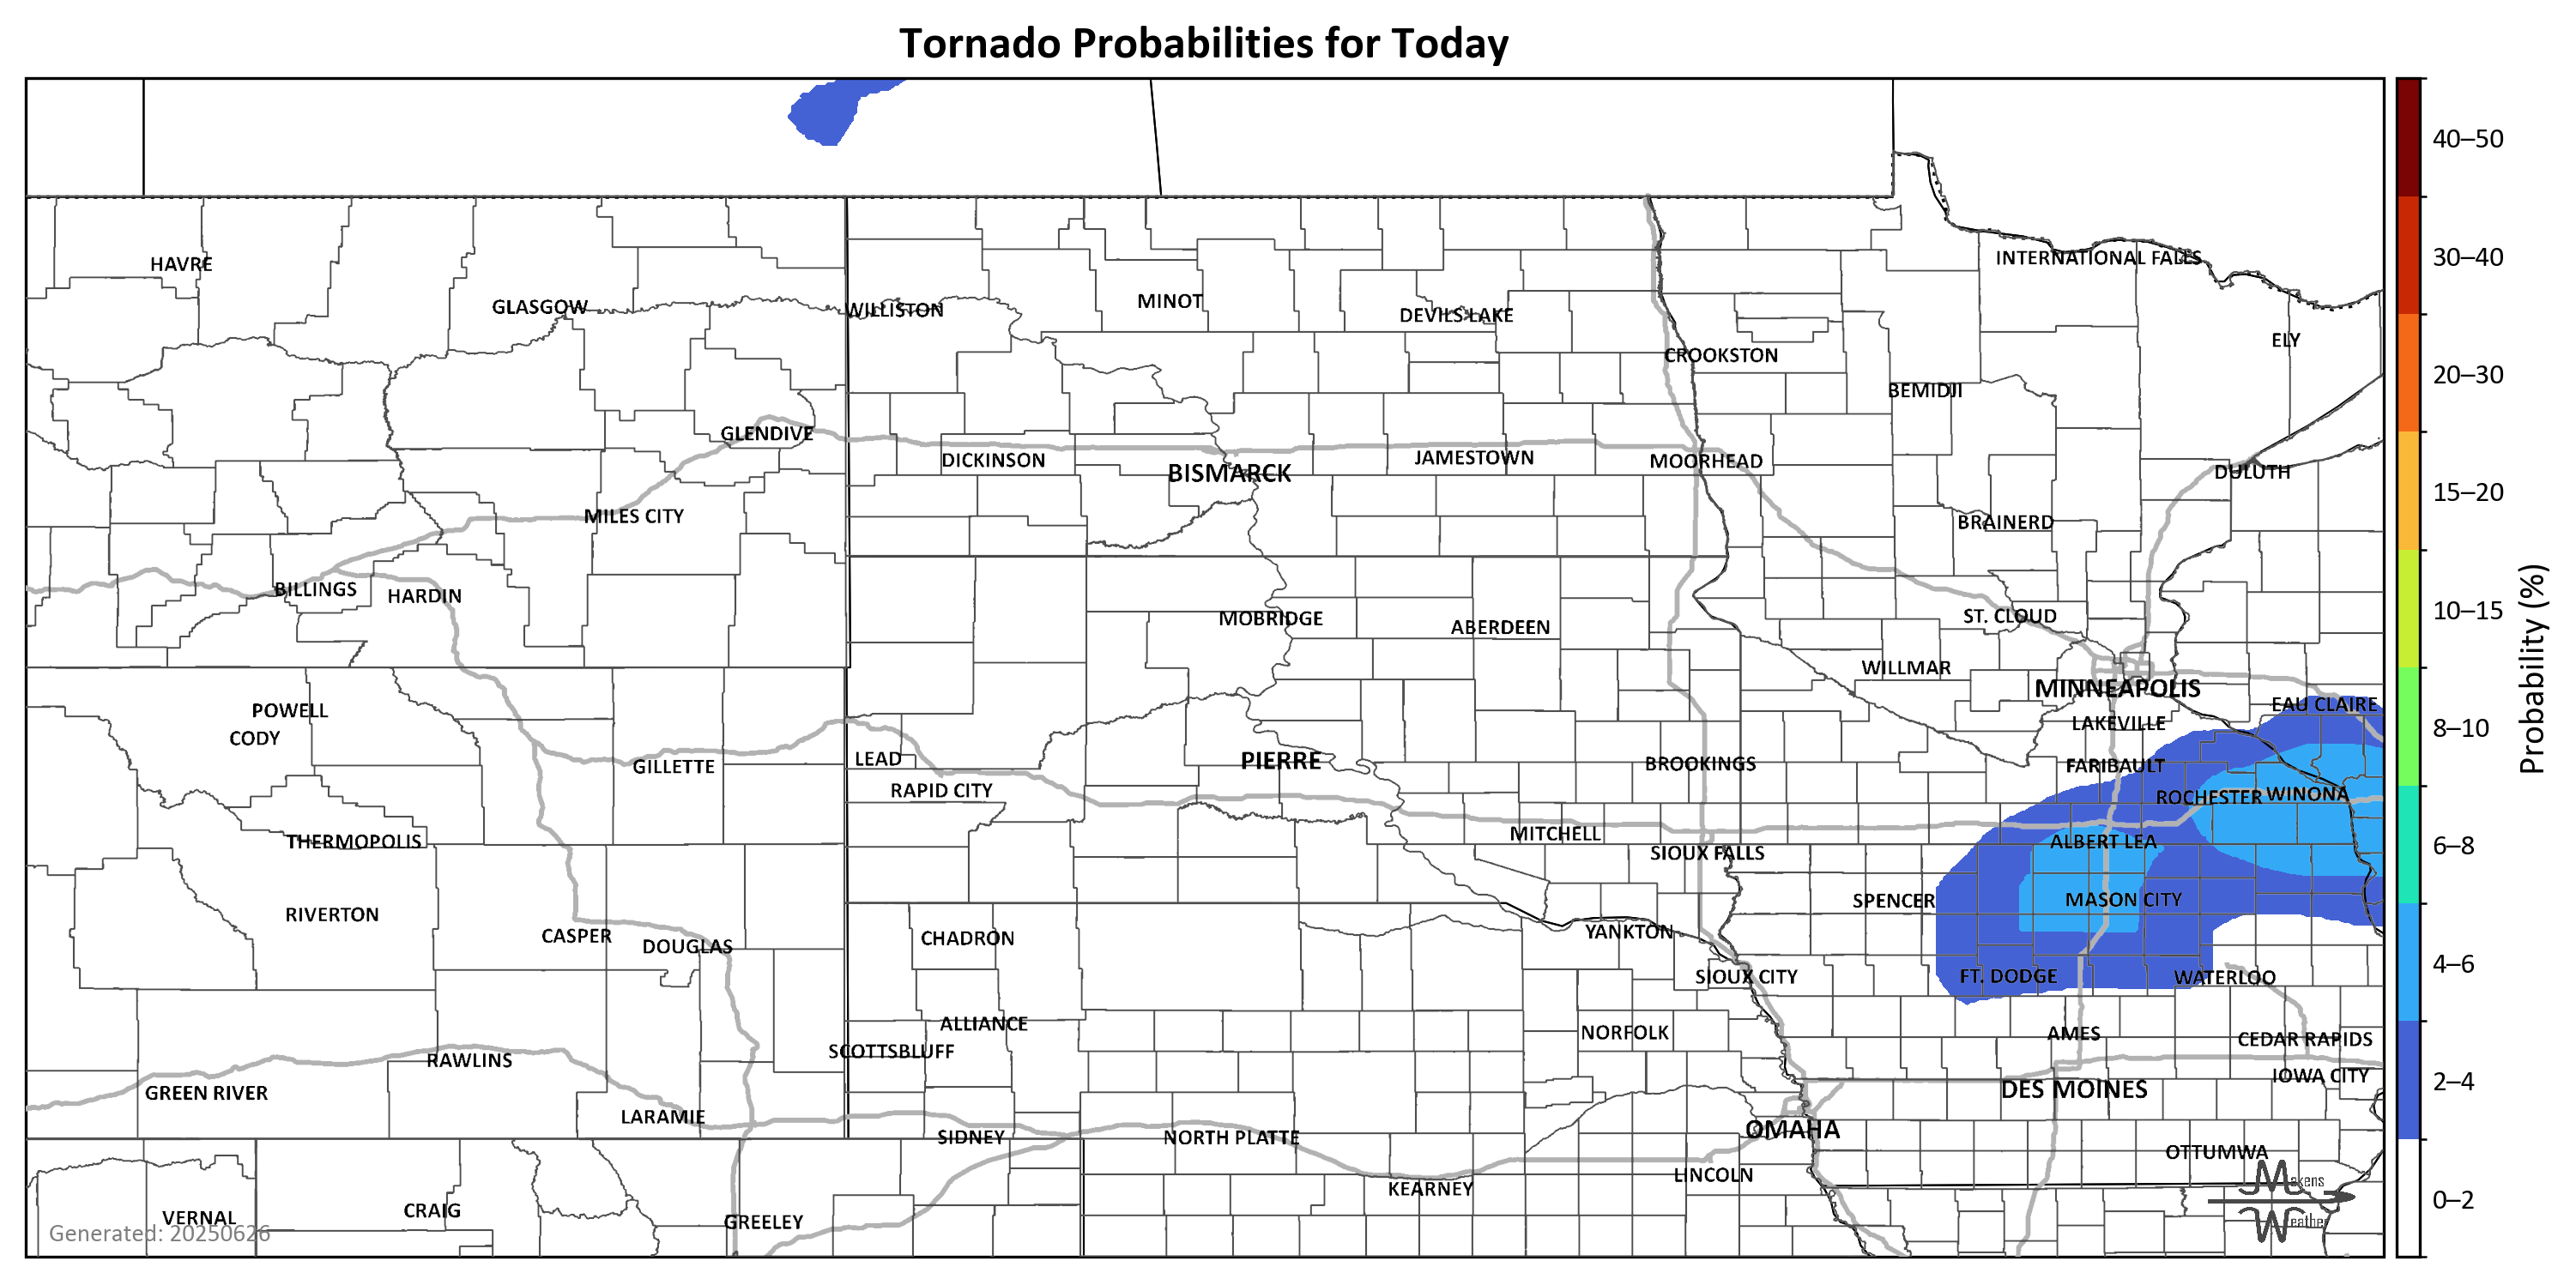 Tornado Probabilities for Today
40–50
INTERNATIONAL FALLS
30–40
HAVRE
GLASGOW
WILLISTON
MINOT
DEVILS LAKE
ELY
CROOKSTON
20–30
BEMIDJI
GLENDIVE
DICKINSON
BISMARCK
JAMESTOWN
MOORHEAD
DULUTH
15–20
MILES CITY
BRAINERD
BILLINGS
HARDIN
MOBRIDGE
ABERDEEN
ST. CLOUD
10–15
WILLMAR
MINNEAPOLIS
Probability (%)
POWELL
EAU CLAIRE
CODY
LAKEVILLE
8–10
GILLETTE
LEAD
PIERRE
BROOKINGS
FARIBAULT
RAPID CITY
ROCHESTER
WINONA
THERMOPOLIS
MITCHELL
ALBERT LEA
6–8
SIOUX FALLS
RIVERTON
SPENCER
MASON CITY
CASPER
DOUGLAS
CHADRON
YANKTON
4–6
SIOUX CITY
FT. DODGE
WATERLOO
ALLIANCE
NORFOLK
AMES
CEDAR RAPIDS
RAWLINS
SCOTTSBLUFF
IOWA CITY
2–4
GREEN RIVER
DES MOINES
LARAMIE
SIDNEY
NORTH PLATTE
OMAHA
OTTUMWA
LINCOLN
KEARNEY
Makens
0–2
VERNAL
CRAIG
GREELEY
Weather
Generated: 20250626